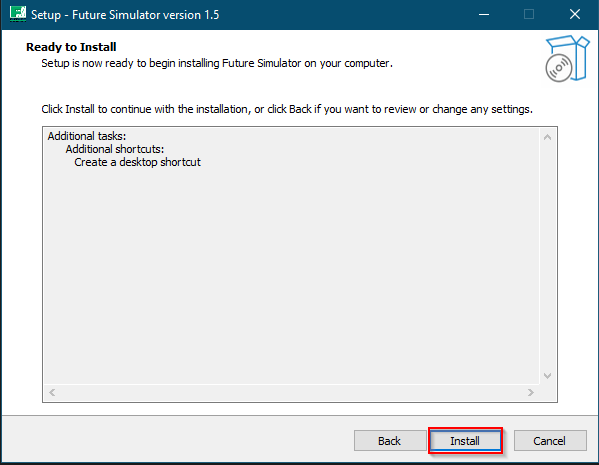 Setup - Future Simulator version 1.5
Ready to Install
Setup is now ready to begin installing Future Simulator on your computer.
Click Install to continue with the installation, or click Back if you want to review or change any settings.
Additional tasks:
Additional shortcuts:
Create a desktop shortcut
Back
Install
Cancel